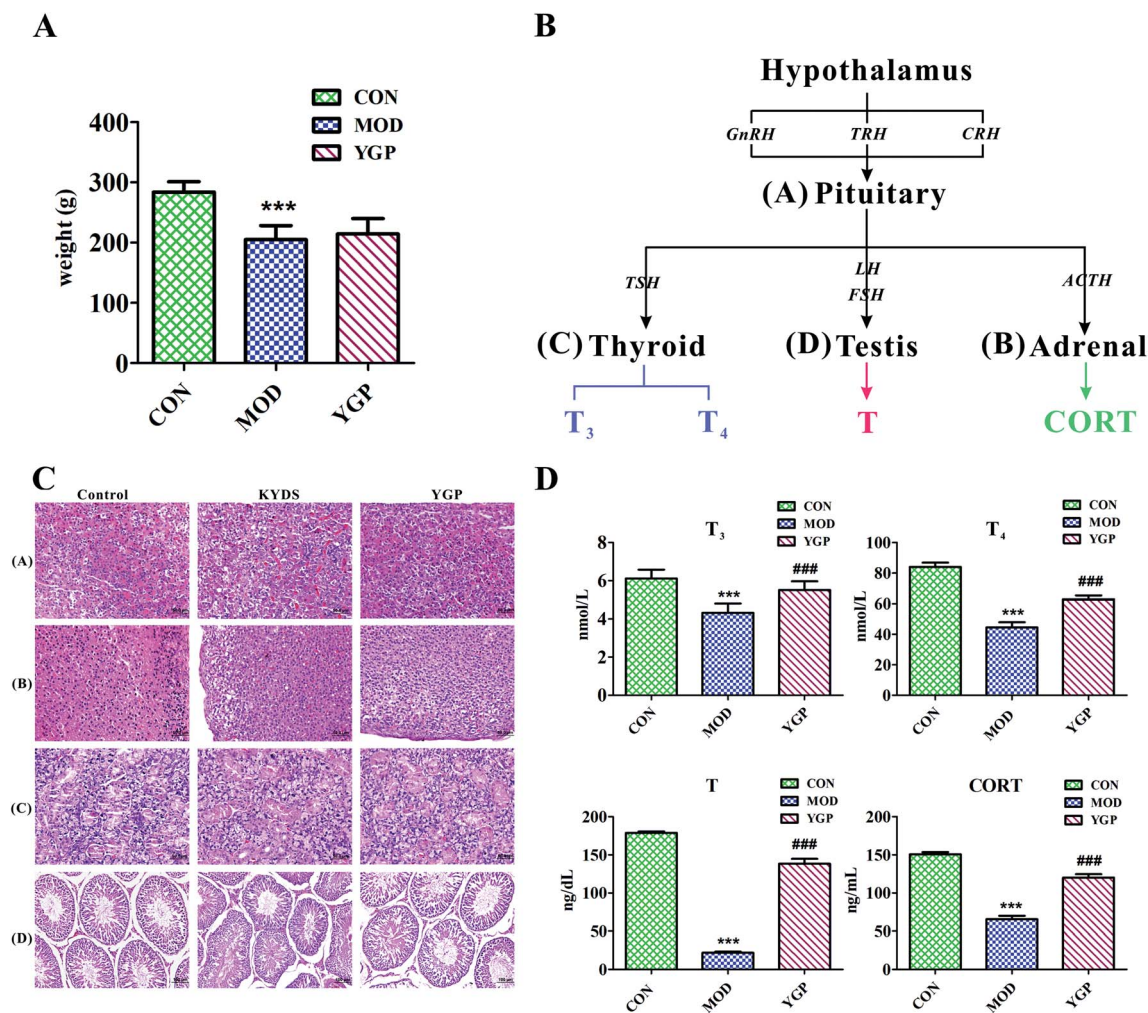 A
CON
MOD
YGP
weight (g)
400
300
200
100
0
***
CON
MOD
YGP
B
Hypothalamus
GnRH TRH CRH
(A) Pituitary
TSH LH FSH ACTH
(C) Thyroid (D) Testis (B) Adrenal
T₃ T₄ T CORT
C
Control KYDS YGP
(A)
(B)
(C)
(D)
D
T₃
CON
MOD
YGP
nmol/L
8
6
4
2
0
***
###
CON
MOD
YGP
T₄
CON
MOD
YGP
nmol/L
100
80
60
40
20
0
***
###
CON
MOD
YGP
T
CON
MOD
YGP
ng/dL
200
150
100
50
0
***
###
CON
MOD
YGP
CORT
CON
MOD
YGP
ng/mL
200
150
100
50
0
***
###
CON
MOD
YGP